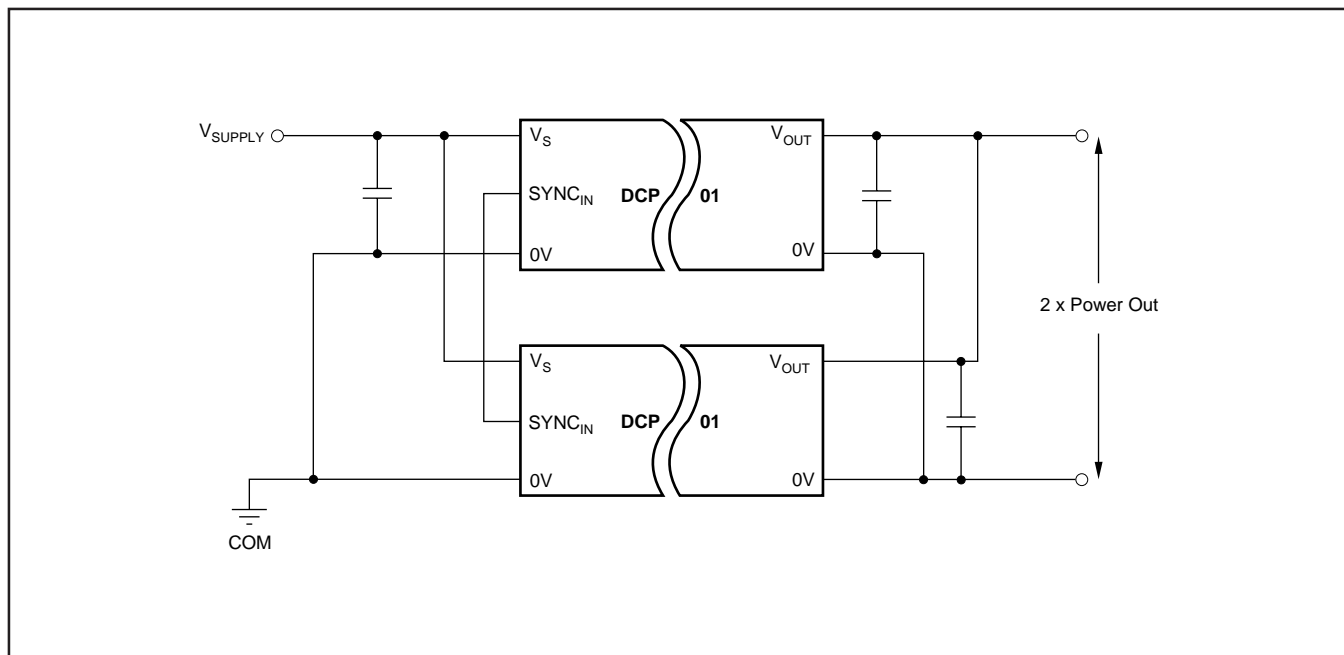 V_SUPPLY
V_S
V_OUT
SYNC_IN
DCP 01
0V
0V
2 x Power Out
V_S
V_OUT
SYNC_IN
DCP 01
0V
0V
COM